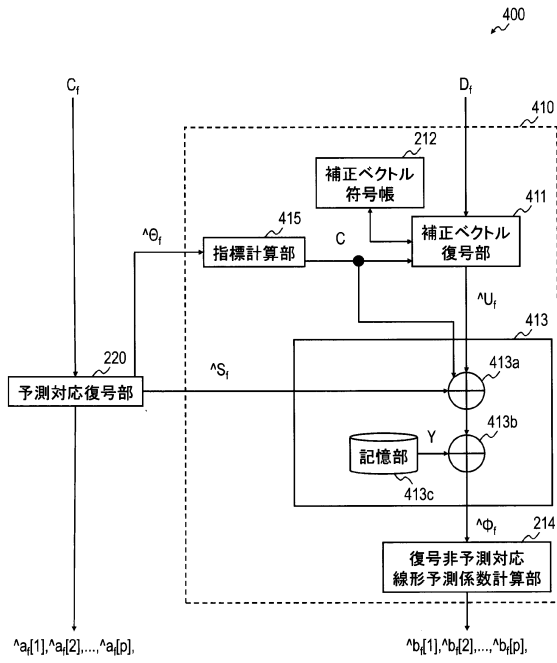 400
C_f
D_f
410
212
補正ベクトル
符号帳
411
415
補正ベクトル
復号部
^Θ_f
指標計算部
C
^U_f
413
220
^S_f
413a
予測対応復号部
413b
記憶部
Y
413c
^Φ_f
214
復号非予測対応
線形予測係数計算部
^a_f[1],^a_f[2],...,^a_f[p],
^b_f[1],^b_f[2],...,^b_f[p],